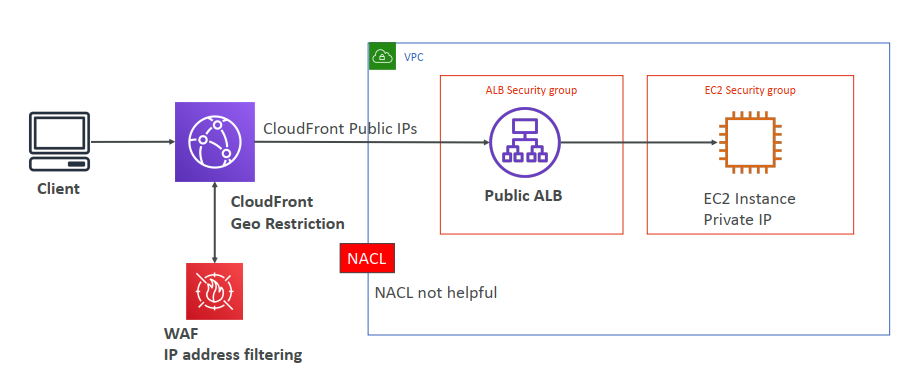 VPC
ALB Security group
EC2 Security group
CloudFront Public IPs
Client
Public ALB
EC2 Instance
Private IP
CloudFront
Geo Restriction
NACL
NACL not helpful
WAF
IP address filtering